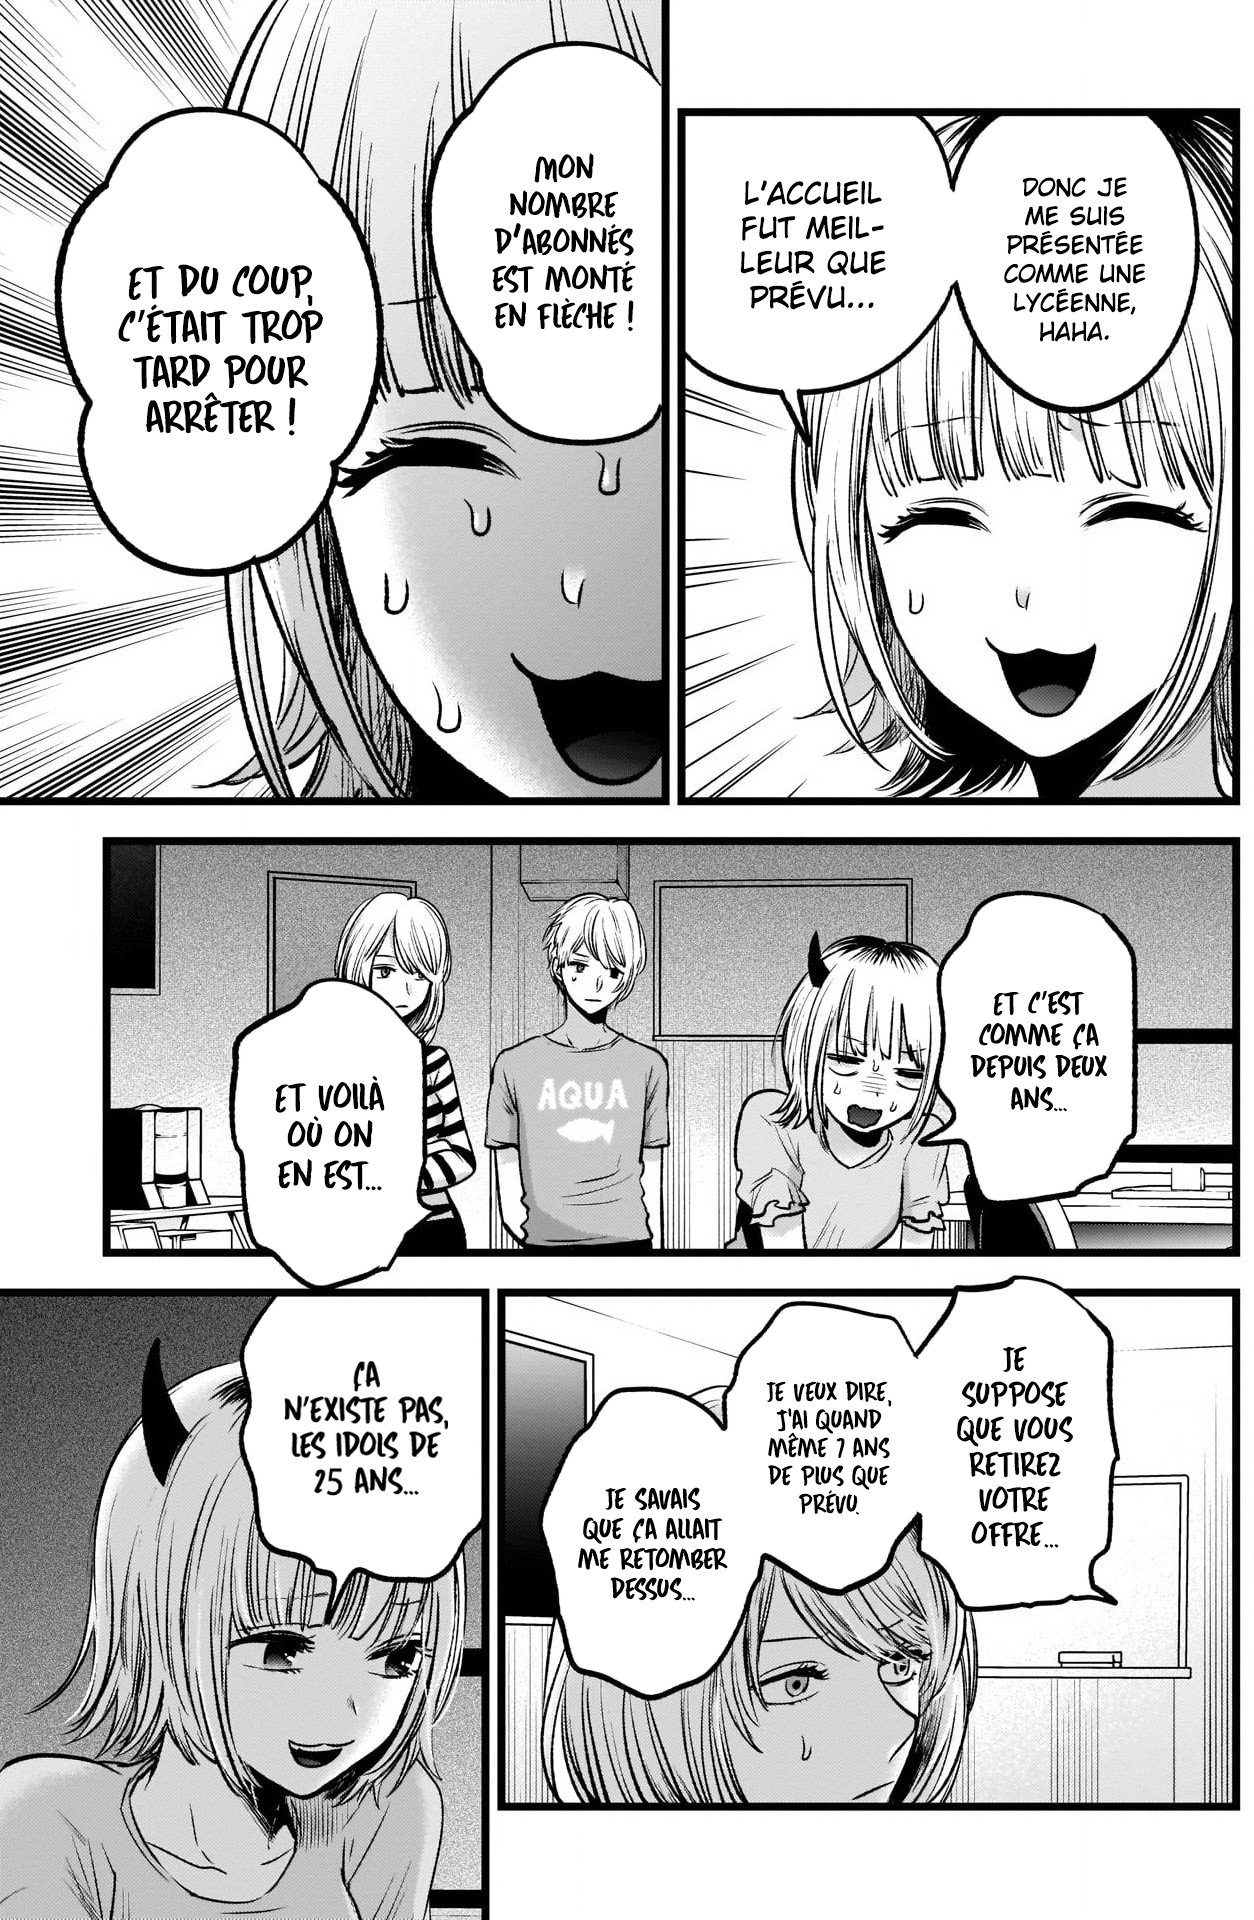 DONC JE
ME SUIS
PRÉSENTÉE
COMME UNE
LYCÉENNE,
HAHA.
L'ACCUEIL
FUT MEIL-
LEUR QUE
PRÉVU...
MON
NOMBRE
D'ABONNÉS
EST MONTÉ
EN FLÈCHE !
ET DU COUP,
C'ÉTAIT TROP
TARD POUR
ARRÊTER !
ET C'EST
COMME ÇA
DEPUIS DEUX
ANS...
AQUA
ET VOILÀ
OÙ ON
EN EST...
JE
SUPPOSE
QUE VOUS
RETIREZ
VOTRE
OFFRE...
JE VEUX DIRE,
J'AI QUAND
MÊME 7 ANS
DE PLUS QUE
PRÉVU.
JE SAVAIS
QUE ÇA ALLAIT
ME RETOMBER
DESSUS...
ÇA
N'EXISTE PAS,
LES IDOLS DE
25 ANS...